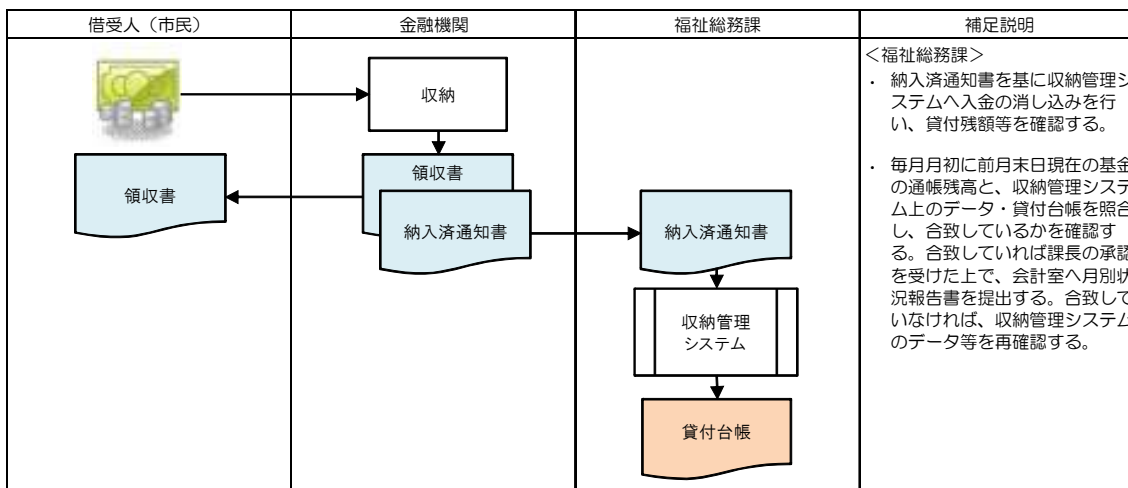 借受人（市民）
金融機関
福祉総務課
補足説明
収納
領収書
領収書
納入済通知書
納入済通知書
収納管理
システム
貸付台帳
＜福祉総務課＞
・ 納入済通知書を基に収納管理シ
ステムへ入金の消し込みを行
い、貸付残額等を確認する。
・ 毎月月初に前月末日現在の基金
の通帳残高と、収納管理システ
ム上のデータ・貸付台帳を照合
し、合致しているかを確認す
る。合致していれば課長の承認
を受けた上で、会計室へ月別状
況報告書を提出する。合致して
いなければ、収納管理システム
のデータ等を再確認する。